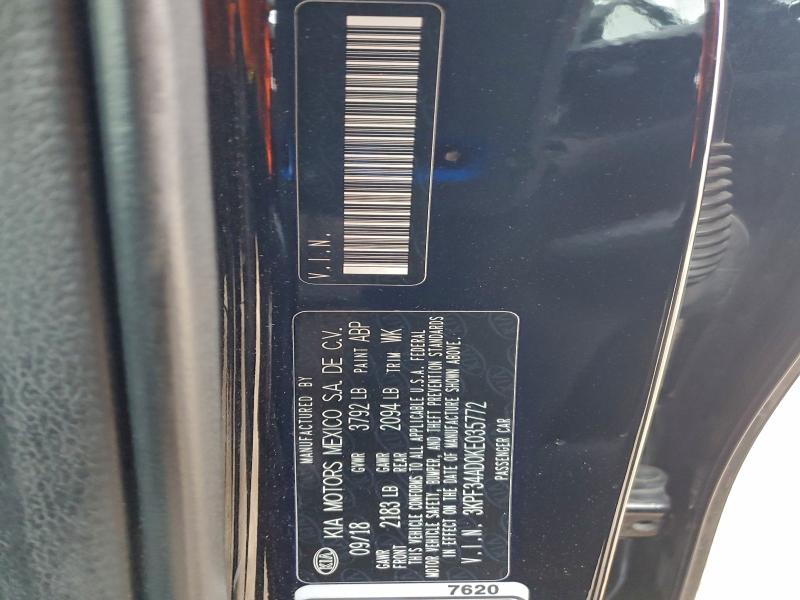 MANUFACTURED BY
KIA KIA MOTORS MEXICO S.A. DE C.V.
09/18 GVWR 3792 LB PAINT ABP
GAWR FRONT 2183 LB GAWR REAR 2094 LB TRIM WK
THIS VEHICLE CONFORMS TO ALL APPLICABLE U.S.A. FEDERAL
MOTOR VEHICLE SAFETY, BUMPER, AND THEFT PREVENTION STANDARDS
IN EFFECT ON THE DATE OF MANUFACTURE SHOWN ABOVE.
V.I.N. 3KPF34AD0KE035772
PASSENGER CAR
V.I.N.
7620